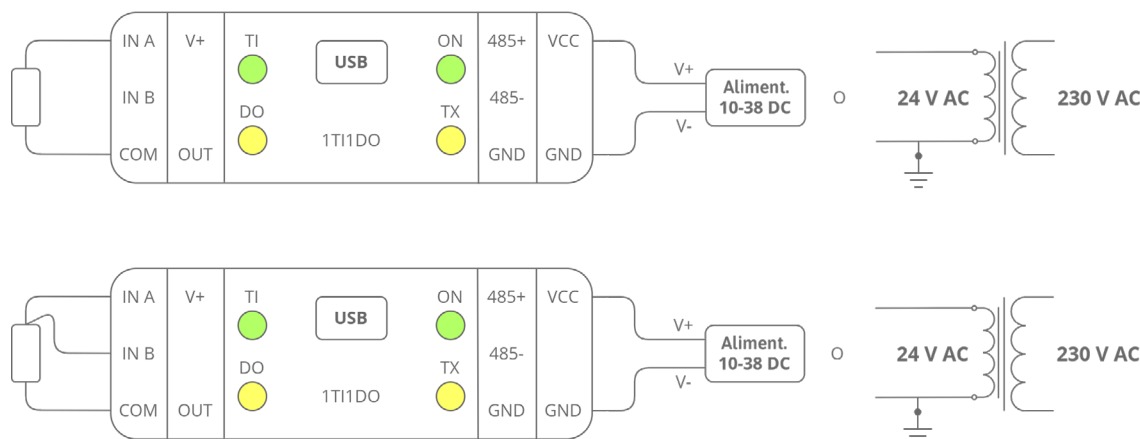 IN A V+ TI USB ON 485+ VCC
V+
IN B 485- Aliment.
10-38 DC O 24 V AC 230 V AC
DO TX
V-
COM OUT 1TI1DO GND GND
IN A V+ TI USB ON 485+ VCC
V+
IN B 485- Aliment.
10-38 DC O 24 V AC 230 V AC
DO TX
V-
COM OUT 1TI1DO GND GND